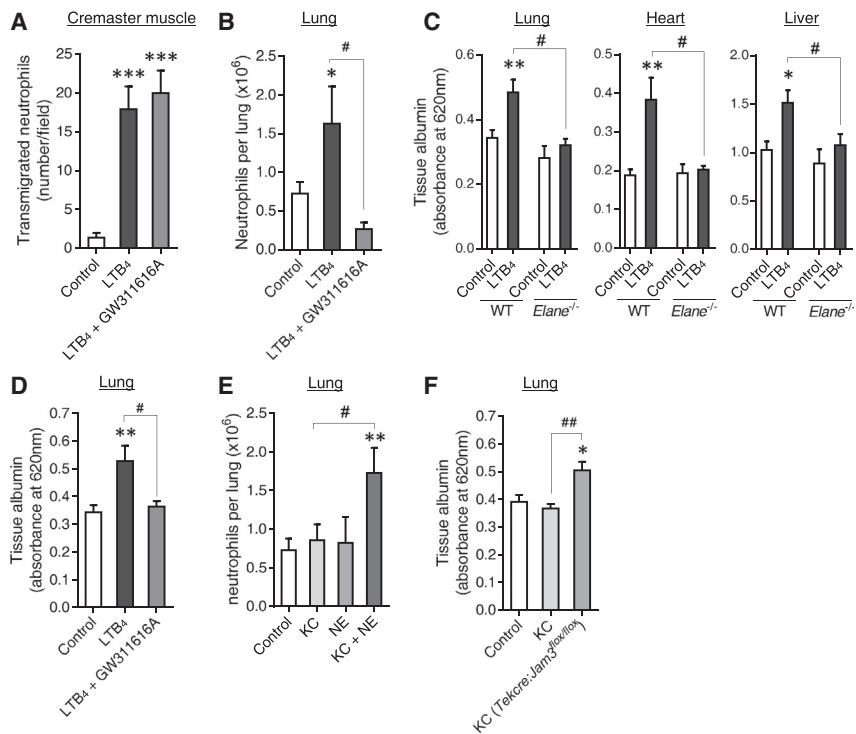 A
Cremaster muscle
Transmigrated neutrophils
(number/field)
25
20
15
10
5
0
***
***
Control
LTB4
LTB4 + GW311616A
B
Lung
Neutrophils per lung (x10⁶)
2.5
2.0
1.5
1.0
0.5
0.0
*
#
Control
LTB4
LTB4 + GW311616A
C
Lung
Tissue albumin
(absorbance at 620nm)
0.6
0.4
0.2
0.0
**
#
Control
LTB4
Control
LTB4
WT
Elane-/-
Heart
0.5
0.4
0.3
0.2
0.1
0.0
**
#
Control
LTB4
Control
LTB4
WT
Elane-/-
Liver
2.0
1.5
1.0
0.5
0.0
*
#
Control
LTB4
Control
LTB4
WT
Elane-/-
D
Lung
Tissue albumin
(absorbance at 620nm)
0.7
0.6
0.5
0.4
0.3
0.2
0.1
0.0
**
#
Control
LTB4
LTB4 + GW311616A
E
Lung
neutrophils per lung (x10⁶)
2.5
2.0
1.5
1.0
0.5
0.0
#
**
Control
KC
NE
KC + NE
F
Lung
Tissue albumin
(absorbance at 620nm)
0.7
0.6
0.5
0.4
0.3
0.2
0.1
0.0
##
*
Control
KC
KC (Tekcre:Jam3flox/flox)